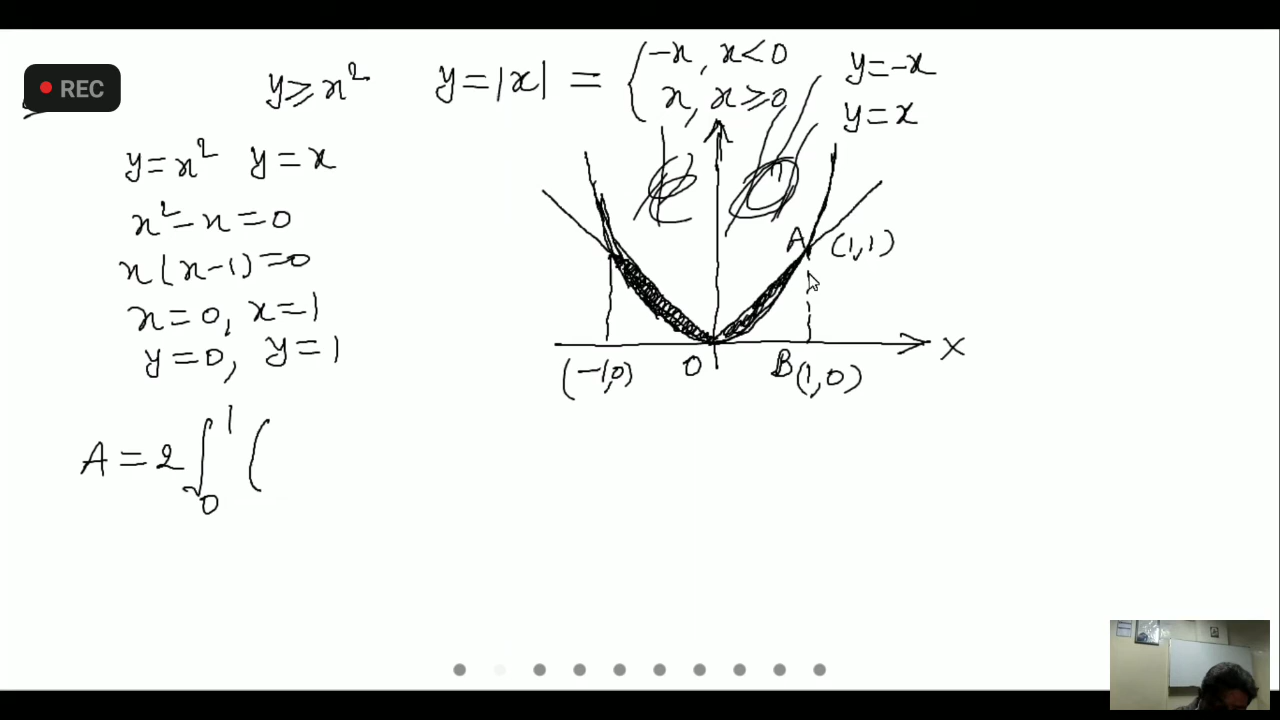 REC
y ≥ x²
y = |x| = { -x, x < 0
x, x ≥ 0
y = -x
y = x
y = x² y = x
x² - x = 0
x(x-1) = 0
x = 0, x = 1
y = 0, y = 1
A = 2∫₀¹ (
A (1,1)
(-1,0) O B(1,0) X